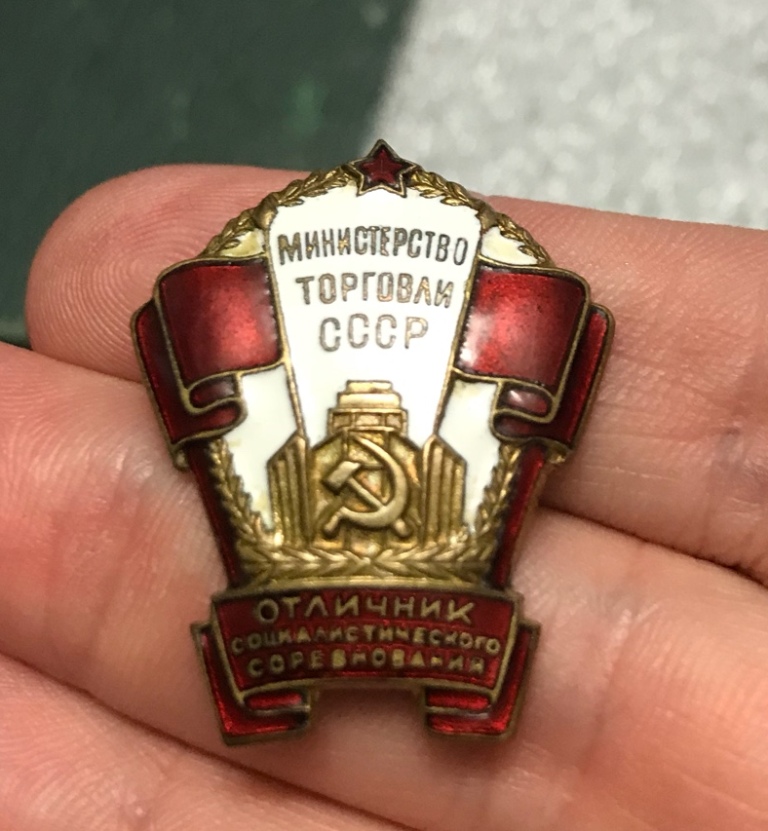 МИНИСТЕРСТВО
ТОРГОВЛИ
СССР
ОТЛИЧНИК
СОЦИАЛИСТИЧЕСКОГО
СОРЕВНОВАНИЯ